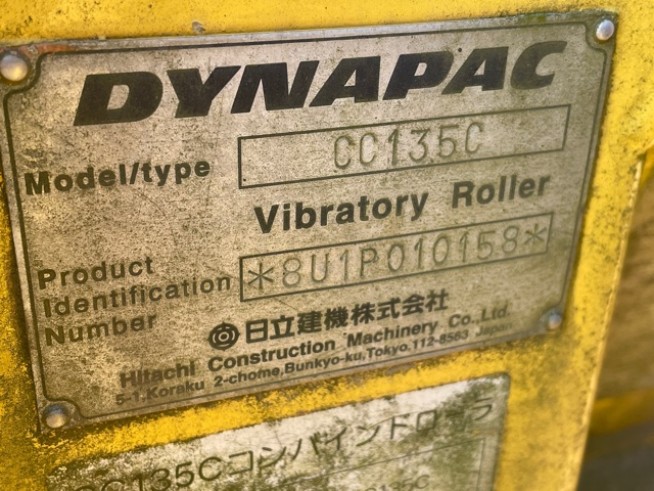 DYNAPAC
Model/type CC135C
Vibratory Roller
Product
Identification
Number
*8U1P010158*
日立建機株式会社
Hitachi Construction Machinery Co.,Ltd.
5-1,Koraku 2-chome,Bunkyo-ku,Tokyo.112-8563 Japan
CC135Cコンバインドローラ
CC135C